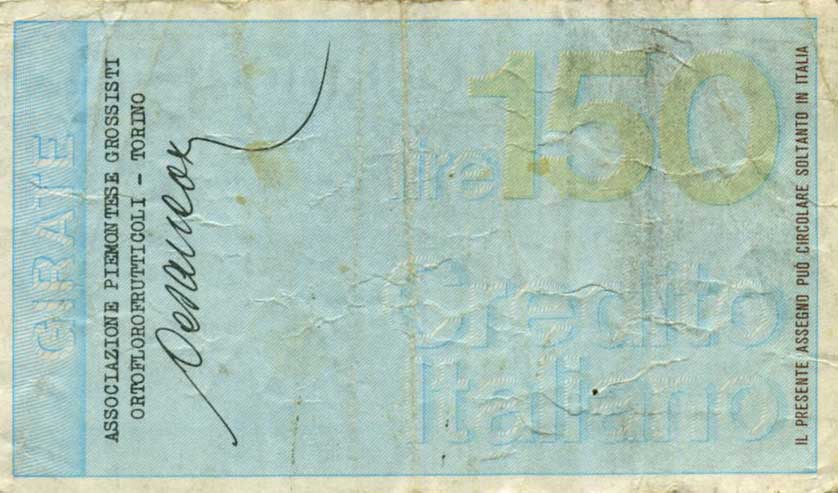 GIRATE
ASSOCIAZIONE PIEMONTESE GROSSISTI
ORTOFLOROFRUTTICOLI - TORINO
lire 150
Credito
Italiano
IL PRESENTE ASSEGNO PUÒ CIRCOLARE SOLTANTO IN ITALIA